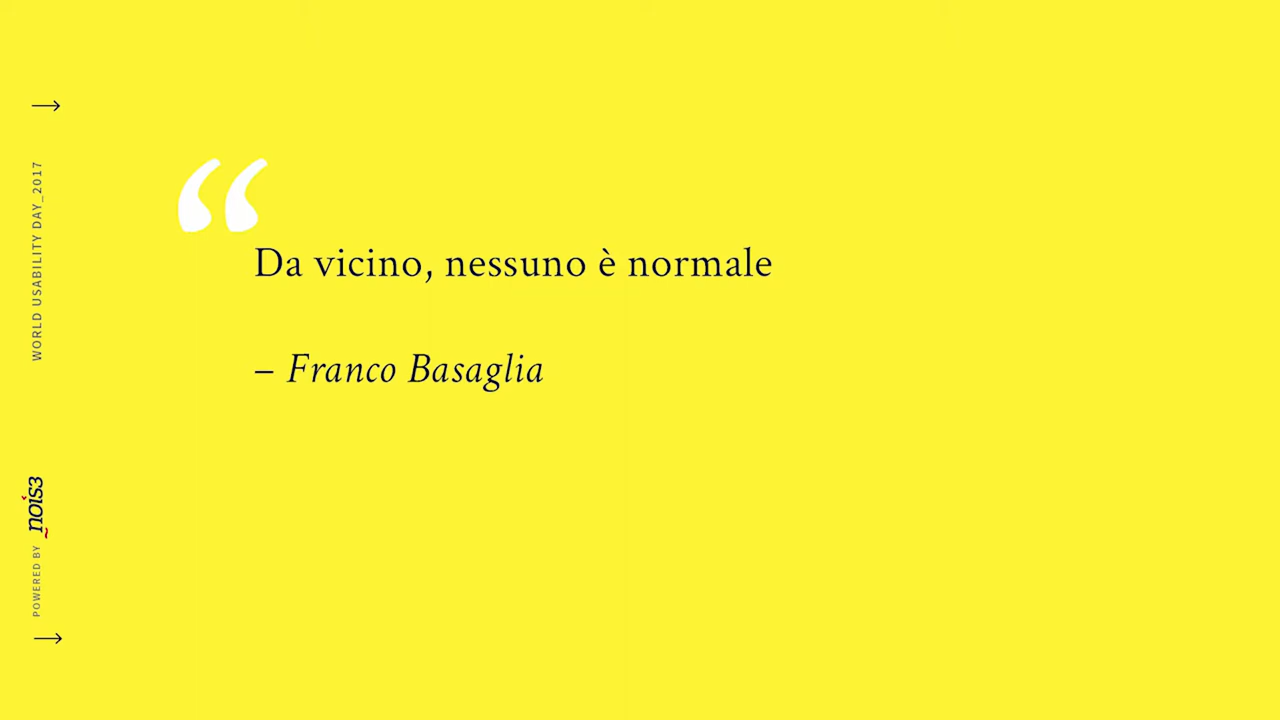 “
Da vicino, nessuno è normale
– Franco Basaglia
WORLD USABILITY DAY_2017
POWERED BY nois3